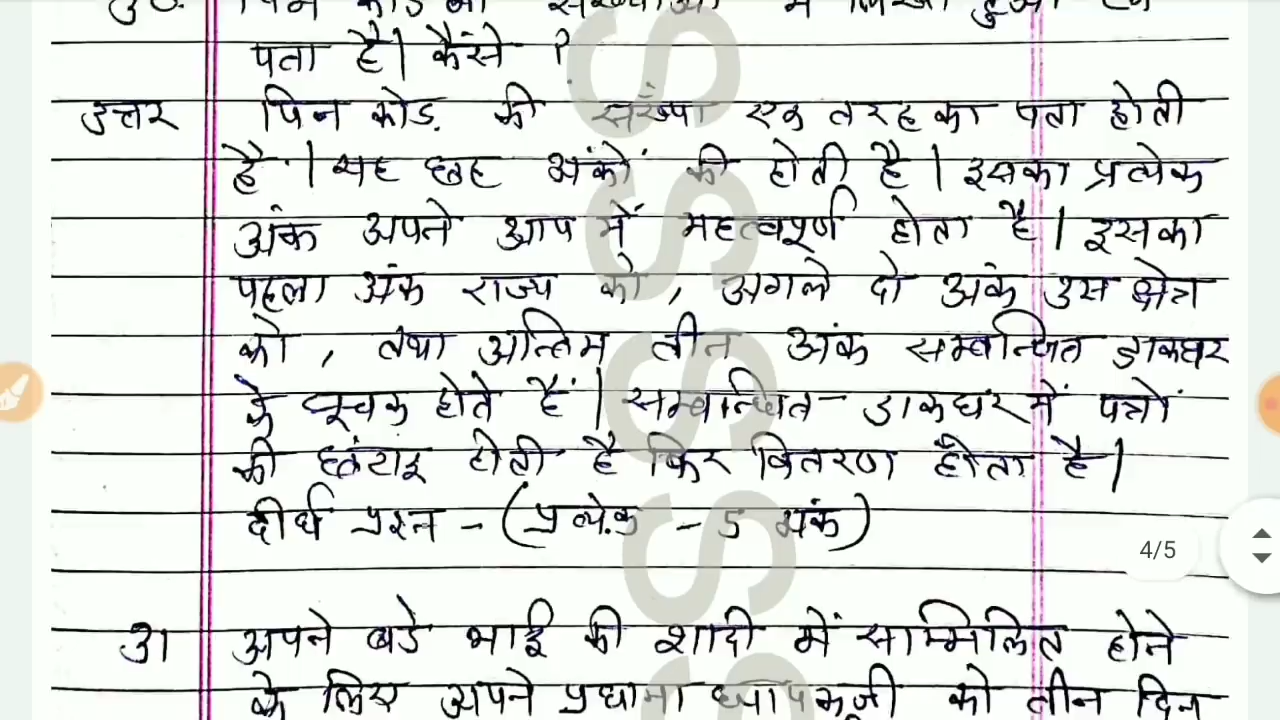 पिन कोड भी संख्याओं में लिखा हुआ एक
पता है। कैंसे ?
उत्तर पिन कोड. की संख्या एक तरह का पता होती
है । यह छह अंकों की होती है। इसका प्रत्येक
अंक अपने आप में महत्वपूर्ण होता है। इसका
पहला अंक राज्य को, अगले दो अंक उस क्षेत्र
को, तथा अन्तिम तीन अंक सम्बन्धित डाकघर
के सूचक होते हैं। सम्बन्धित डाकघर में पत्रों
की छंटाइ होती है फिर वितरण होता है।
दीर्घ प्रश्न - (प्रत्येक - 5 अंक)
4/5
31 अपने बडे भाई की शादी में साम्मिलित होने
के लिए अपने प्रधानाध्यापकजी को तीन दिन